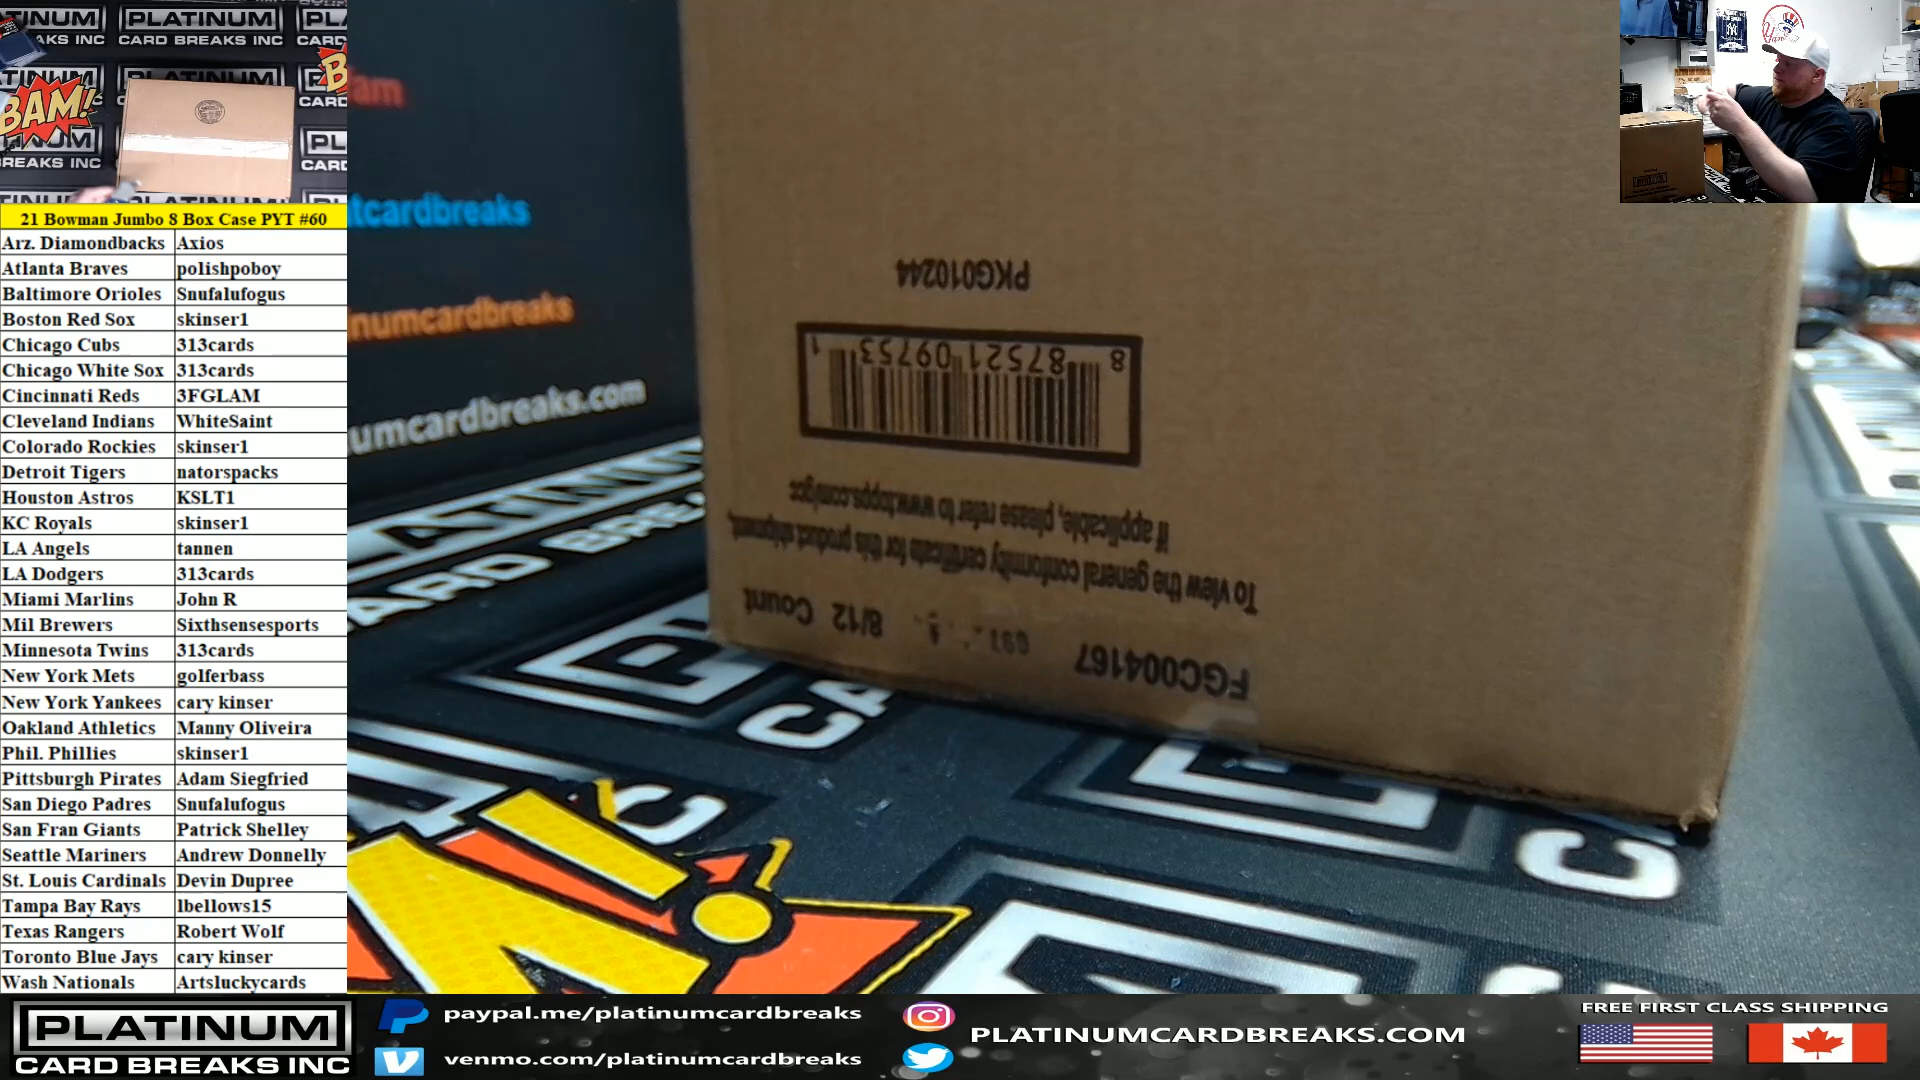 PLATINUM
CARD BREAKS INC
BAM!
21 Bowman Jumbo 8 Box Case PYT #60
Arz. Diamondbacks Axios
Atlanta Braves polishpoboy
Baltimore Orioles Snufalufogus
Boston Red Sox skinser1
Chicago Cubs 313cards
Chicago White Sox 313cards
Cincinnati Reds 3FGLAM
Cleveland Indians WhiteSaint
Colorado Rockies skinser1
Detroit Tigers natorspacks
Houston Astros KSLT1
KC Royals skinser1
LA Angels tannen
LA Dodgers 313cards
Miami Marlins John R
Mil Brewers Sixthsensesports
Minnesota Twins 313cards
New York Mets golferbass
New York Yankees cary kinser
Oakland Athletics Manny Oliveira
Phil. Phillies skinser1
Pittsburgh Pirates Adam Siegfried
San Diego Padres Snufalufogus
San Fran Giants Patrick Shelley
Seattle Mariners Andrew Donnelly
St. Louis Cardinals Devin Dupree
Tampa Bay Rays lbellows15
Texas Rangers Robert Wolf
Toronto Blue Jays cary kinser
Wash Nationals Artsluckycards
tcardbreaks
numcardbreaks
umcardbreaks.com
FGC004167
8/12 Count
To view the general conformity certificate for this product shipment,
if applicable, please refer to www.topps.com/gcc
8 87521 09753 1
PKG010244
PLATINUM
CARD BREAKS INC
paypal.me/platinumcardbreaks
venmo.com/platinumcardbreaks
PLATINUMCARDBREAKS.COM
FREE FIRST CLASS SHIPPING